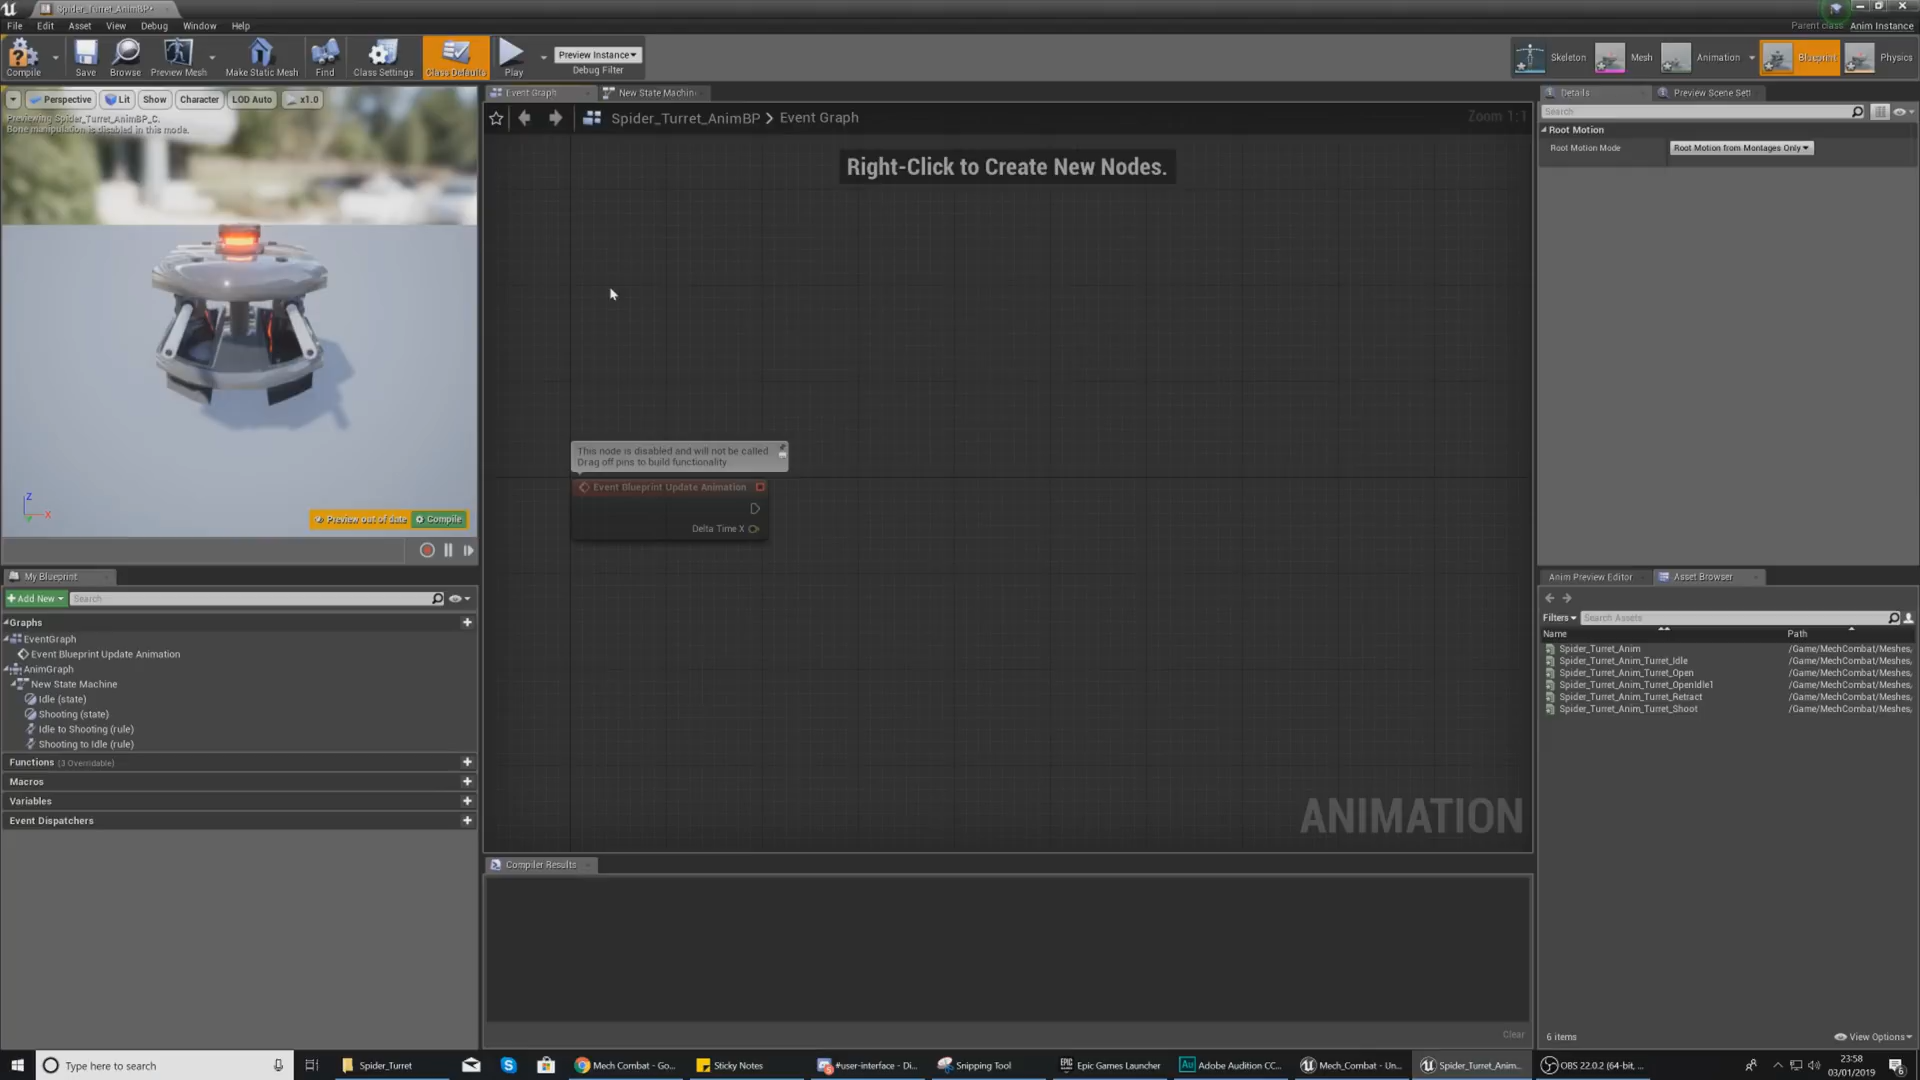 Spider_Turret_AnimBP*
File Edit Asset View Debug Window Help
Parent class: Anim Instance
Compile Save Browse Preview Mesh Make Static Mesh Find Class Settings Class Defaults Play Preview Instance Debug Filter
Skeleton Mesh Animation Blueprint Physics
Perspective Lit Show Character LOD Auto x1.0
Previewing Spider_Turret_AnimBP_C.
Bone manipulation is disabled in this mode.
Z
X
Preview out of date Compile
Event Graph New State Machin
Spider_Turret_AnimBP > Event Graph
Zoom 1:1
Right-Click to Create New Nodes.
This node is disabled and will not be called.
Drag off pins to build functionality.
Event Blueprint Update Animation
Delta Time X
ANIMATION
Details Preview Scene Setti
Search
Root Motion
Root Motion Mode Root Motion from Montages Only
My Blueprint
+ Add New Search
Graphs
EventGraph
Event Blueprint Update Animation
AnimGraph
New State Machine
Idle (state)
Shooting (state)
Idle to Shooting (rule)
Shooting to Idle (rule)
Functions (3 Overridable)
Macros
Variables
Event Dispatchers
Compiler Results
Clear
Anim Preview Editor Asset Browser
Filters Search Assets
Name Path
Spider_Turret_Anim /Game/MechCombat/Meshes,
Spider_Turret_Anim_Turret_Idle /Game/MechCombat/Meshes,
Spider_Turret_Anim_Turret_Open /Game/MechCombat/Meshes,
Spider_Turret_Anim_Turret_OpenIdle1 /Game/MechCombat/Meshes,
Spider_Turret_Anim_Turret_Retract /Game/MechCombat/Meshes,
Spider_Turret_Anim_Turret_Shoot /Game/MechCombat/Meshes,
6 items View Options
Type here to search
Spider_Turret
Mech Combat - Go...
Sticky Notes
#user-interface - Di...
Snipping Tool
Epic Games Launcher
Adobe Audition CC...
Mech_Combat - Un...
Spider_Turret_Anim...
OBS 22.0.2 (64-bit, ...
23:58
03/01/2019